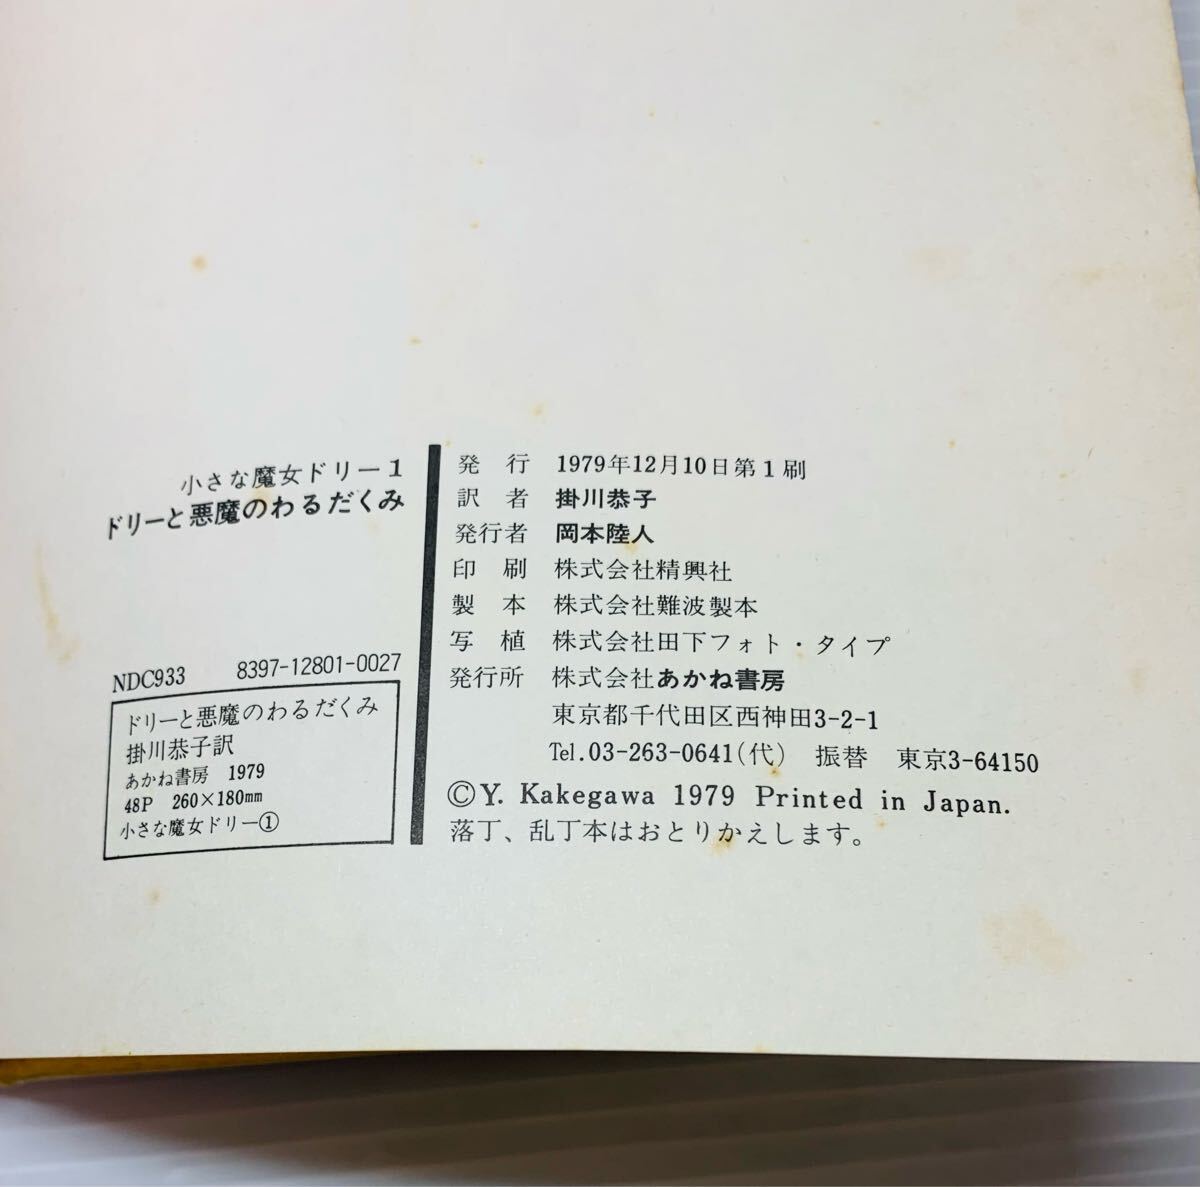 小さな魔女ドリー1
ドリーと悪魔のわるだくみ
NDC933 8397-12801-0027
ドリーと悪魔のわるだくみ
掛川恭子訳
あかね書房 1979
48P 260×180mm
小さな魔女ドリー①
発行 1979年12月10日第1刷
訳者 掛川恭子
発行者 岡本陸人
印刷 株式会社精興社
製本 株式会社難波製本
写植 株式会社田下フォト・タイプ
発行所 株式会社あかね書房
東京都千代田区西神田3-2-1
Tel.03-263-0641(代) 振替 東京3-64150
©Y. Kakegawa 1979 Printed in Japan.
落丁、乱丁本はおとりかえします。